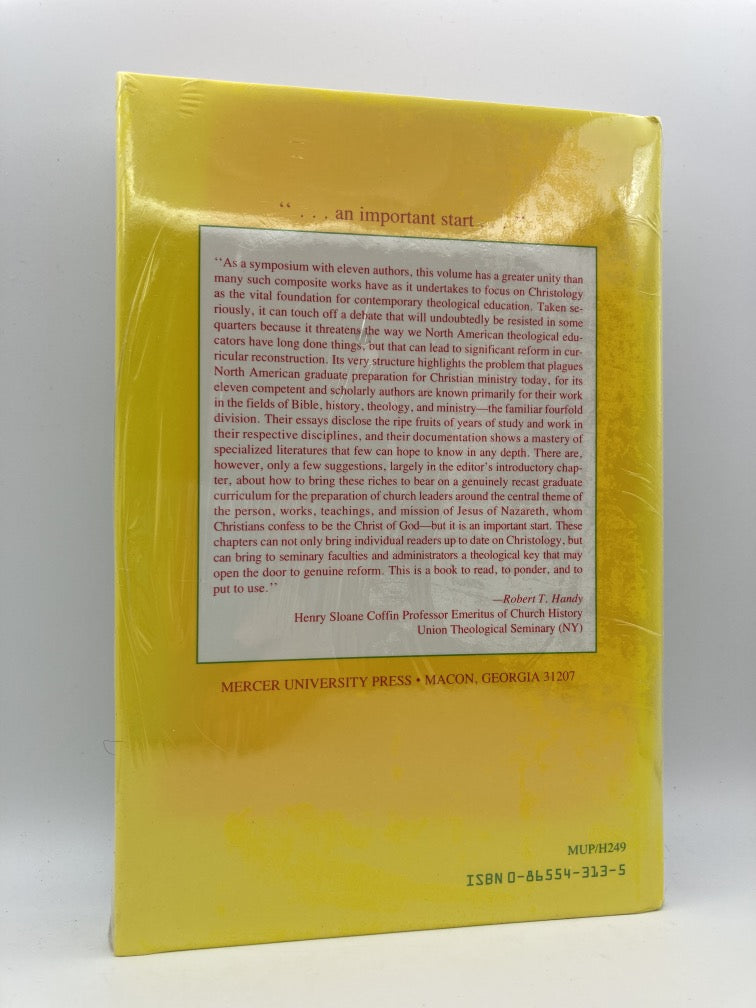 “ . . . an important start . . . ”
“As a symposium with eleven authors, this volume has a greater unity than
many such composite works have as it undertakes to focus on Christology
as the vital foundation for contemporary theological education. Taken se-
riously, it can touch off a debate that will undoubtedly be resisted in some
quarters because it threatens the way we North American theological edu-
cators have long done things, but that can lead to significant reform in cur-
ricular reconstruction. Its very structure highlights the problem that plagues
North American graduate preparation for Christian ministry today, for its
eleven competent and scholarly authors are known primarily for their work
in the fields of Bible, history, theology, and ministry—the familiar fourfold
division. Their essays disclose the ripe fruits of years of study and work in
their respective disciplines, and their documentation shows a mastery of
specialized literatures that few can hope to know in any depth. There are,
however, only a few suggestions, largely in the editor's introductory chap-
ter, about how to bring these riches to bear on a genuinely recast graduate
curriculum for the preparation of church leaders around the central theme of
the person, works, teachings, and mission of Jesus of Nazareth, whom
Christians confess to be the Christ of God—but it is an important start. These
chapters can not only bring individual readers up to date on Christology, but
can bring to seminary faculties and administrators a theological key that may
open the door to genuine reform. This is a book to read, to ponder, and to
put to use.”
—Robert T. Handy
Henry Sloane Coffin Professor Emeritus of Church History
Union Theological Seminary (NY)
MERCER UNIVERSITY PRESS • MACON, GEORGIA 31207
MUP/H249
ISBN 0-86554-313-5